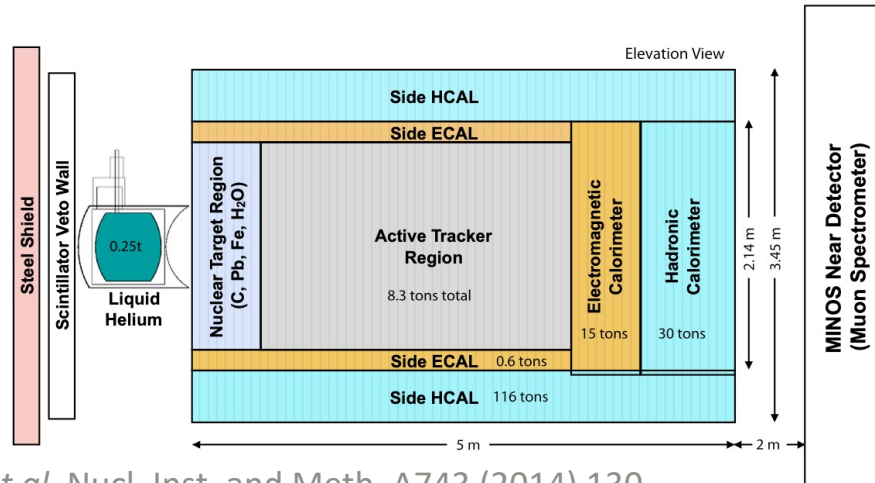 Elevation View
Steel Shield
Scintillator Veto Wall
0.25t
Liquid
Helium
Side HCAL
Side ECAL
Nuclear Target Region
(C, Pb, Fe, H₂O)
Active Tracker
Region
8.3 tons total
Electromagnetic
Calorimeter
15 tons
Hadronic
Calorimeter
30 tons
Side ECAL 0.6 tons
Side HCAL 116 tons
2.14 m
3.45 m
5 m
2 m
MINOS Near Detector
(Muon Spectrometer)
t al. Nucl. Inst. and Meth. A743 (2014) 130